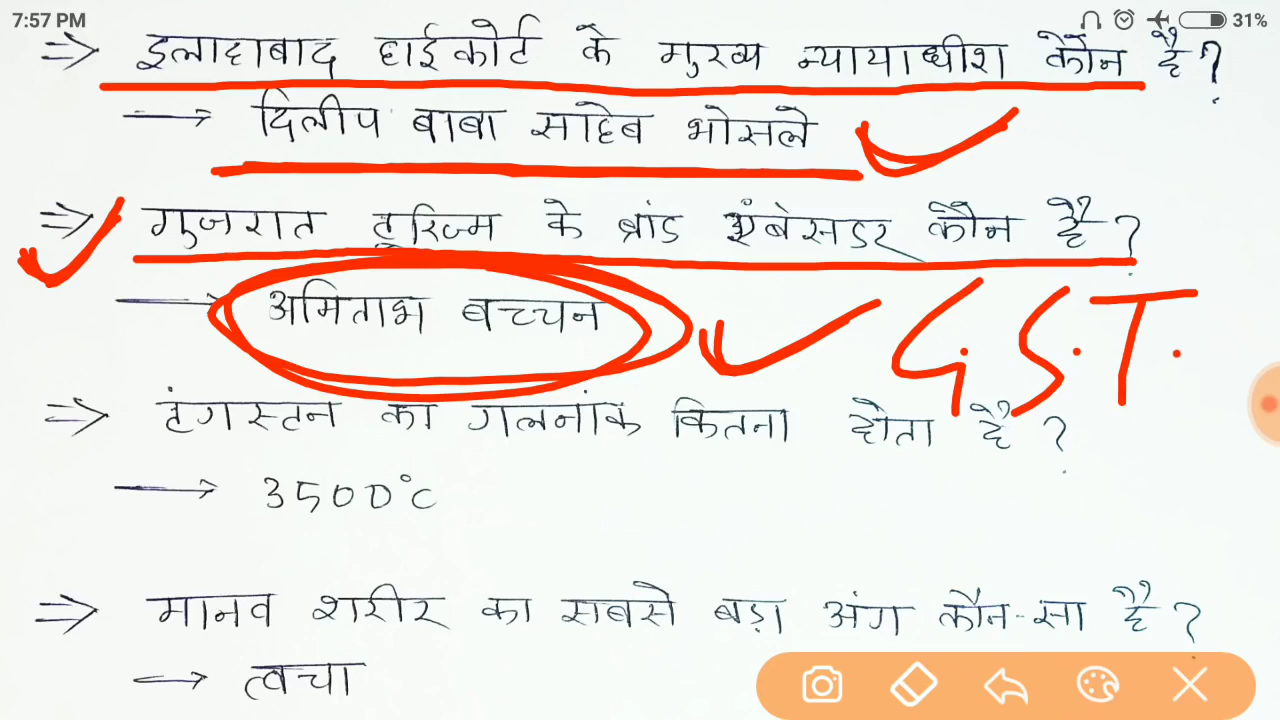 7:57 PM 31%
⇒ इलाहाबाद हाईकोर्ट के मुख्य न्यायाधीश कौन है?
→ दिलीप बाबा साहेब भोसले
⇒ गुजरात टूरिज्म के ब्रांड एंबेसडर कौन है?
→ अमिताभ बच्चन
G.S.T.
⇒ टंगस्टन का गलनांक कितना होता है?
→ 3500°C
⇒ मानव शरीर का सबसे बड़ा अंग कौन-सा है?
→ त्वचा